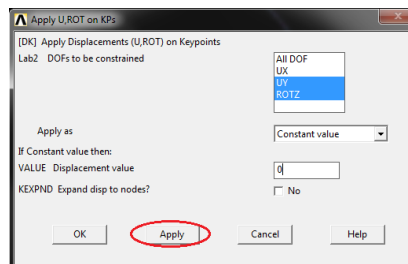 Apply U,ROT on KPs
[DK] Apply Displacements (U,ROT) on Keypoints
Lab2 DOFs to be constrained
All DOF
UX
UY
ROTZ
Apply as
Constant value
If Constant value then:
VALUE Displacement value
0
KEXPND Expand disp to nodes?
No
OK
Apply
Cancel
Help